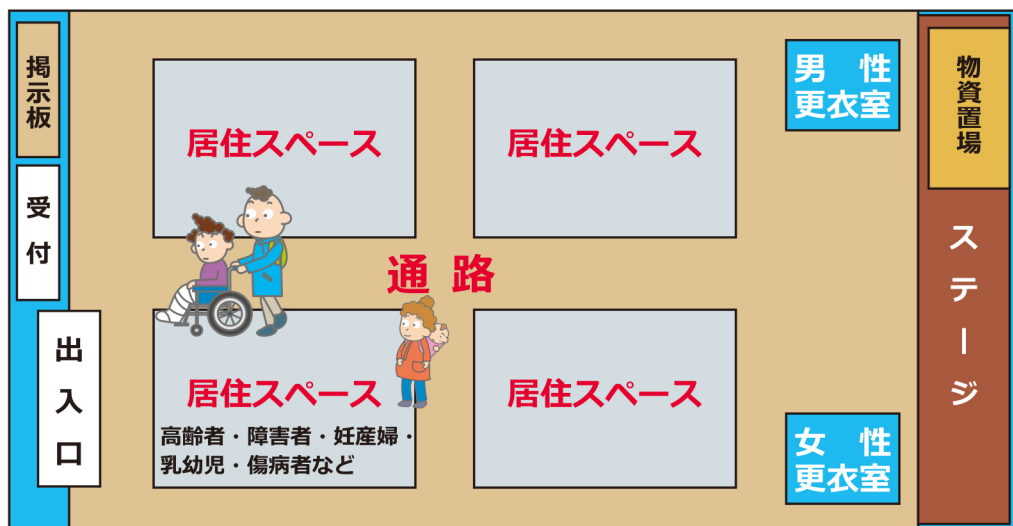 掲示板
受付
出入口
居住スペース
居住スペース
通路
居住スペース
高齢者・障害者・妊産婦・
乳幼児・傷病者など
居住スペース
男性
更衣室
女性
更衣室
物資置場
ステージ